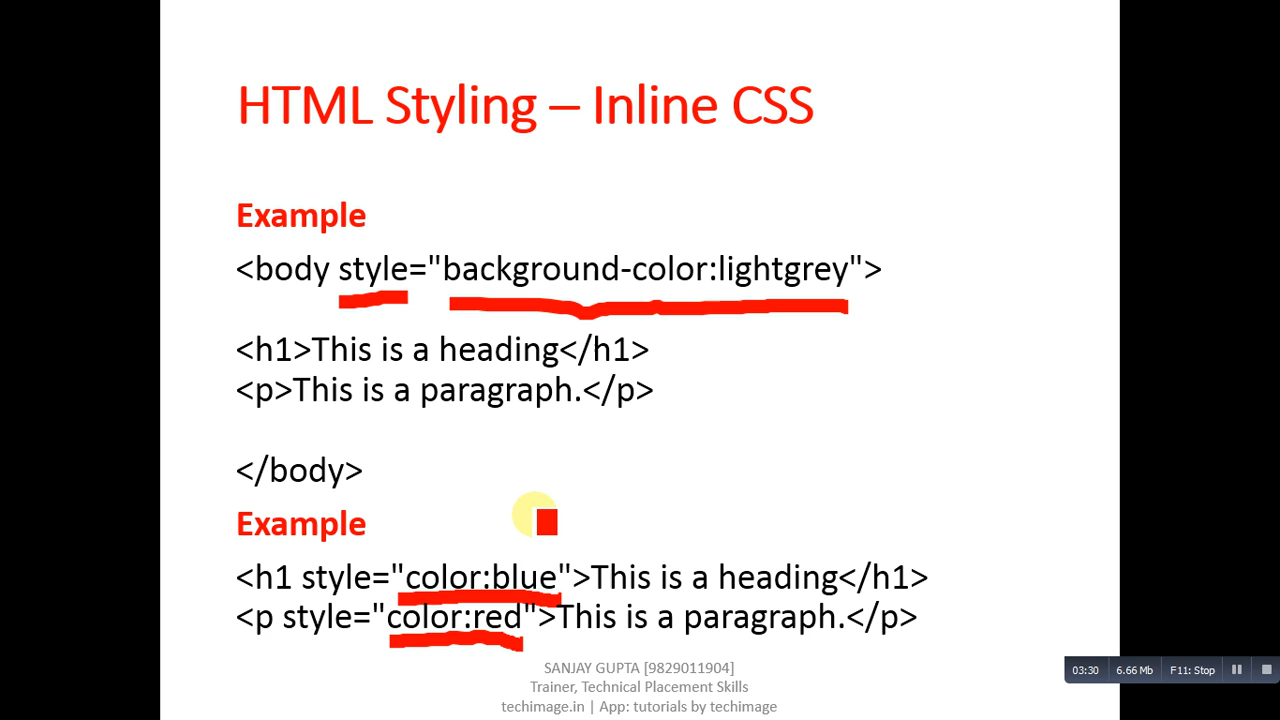 HTML Styling – Inline CSS
Example
<body style="background-color:lightgrey">
<h1>This is a heading</h1>
<p>This is a paragraph.</p>
</body>
Example
<h1 style="color:blue">This is a heading</h1>
<p style="color:red">This is a paragraph.</p>
SANJAY GUPTA [9829011904]
Trainer, Technical Placement Skills
techimage.in | App: tutorials by techimage
03:30 6.66 Mb F11: Stop